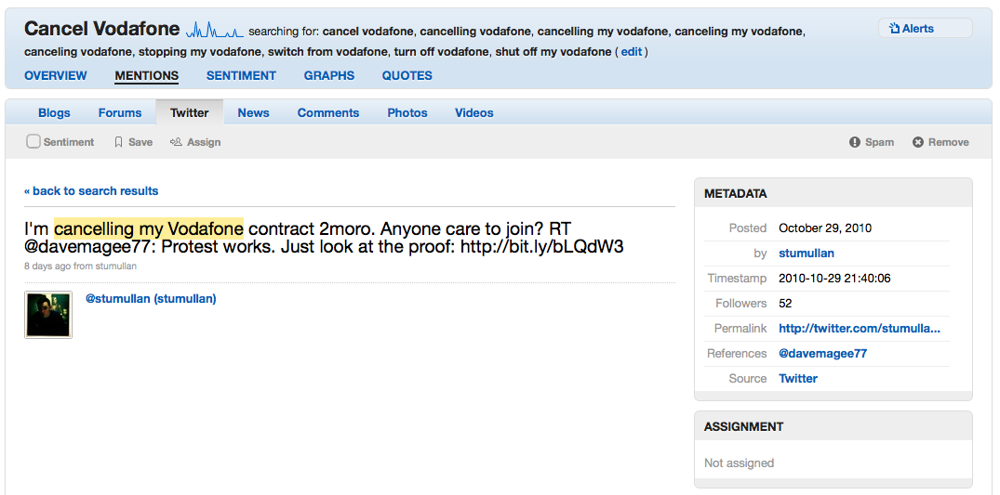 Cancel Vodafone searching for: cancel vodafone, cancelling vodafone, cancelling my vodafone, canceling my vodafone,
canceling vodafone, stopping my vodafone, switch from vodafone, turn off vodafone, shut off my vodafone ( edit )
Alerts
OVERVIEW MENTIONS SENTIMENT GRAPHS QUOTES
Blogs Forums Twitter News Comments Photos Videos
Sentiment Save Assign Spam Remove
« back to search results
I'm cancelling my Vodafone contract 2moro. Anyone care to join? RT
@davemagee77: Protest works. Just look at the proof: http://bit.ly/bLQdW3
8 days ago from stumullan
@stumullan (stumullan)
METADATA
Posted October 29, 2010
by stumullan
Timestamp 2010-10-29 21:40:06
Followers 52
Permalink http://twitter.com/stumulla...
References @davemagee77
Source Twitter
ASSIGNMENT
Not assigned